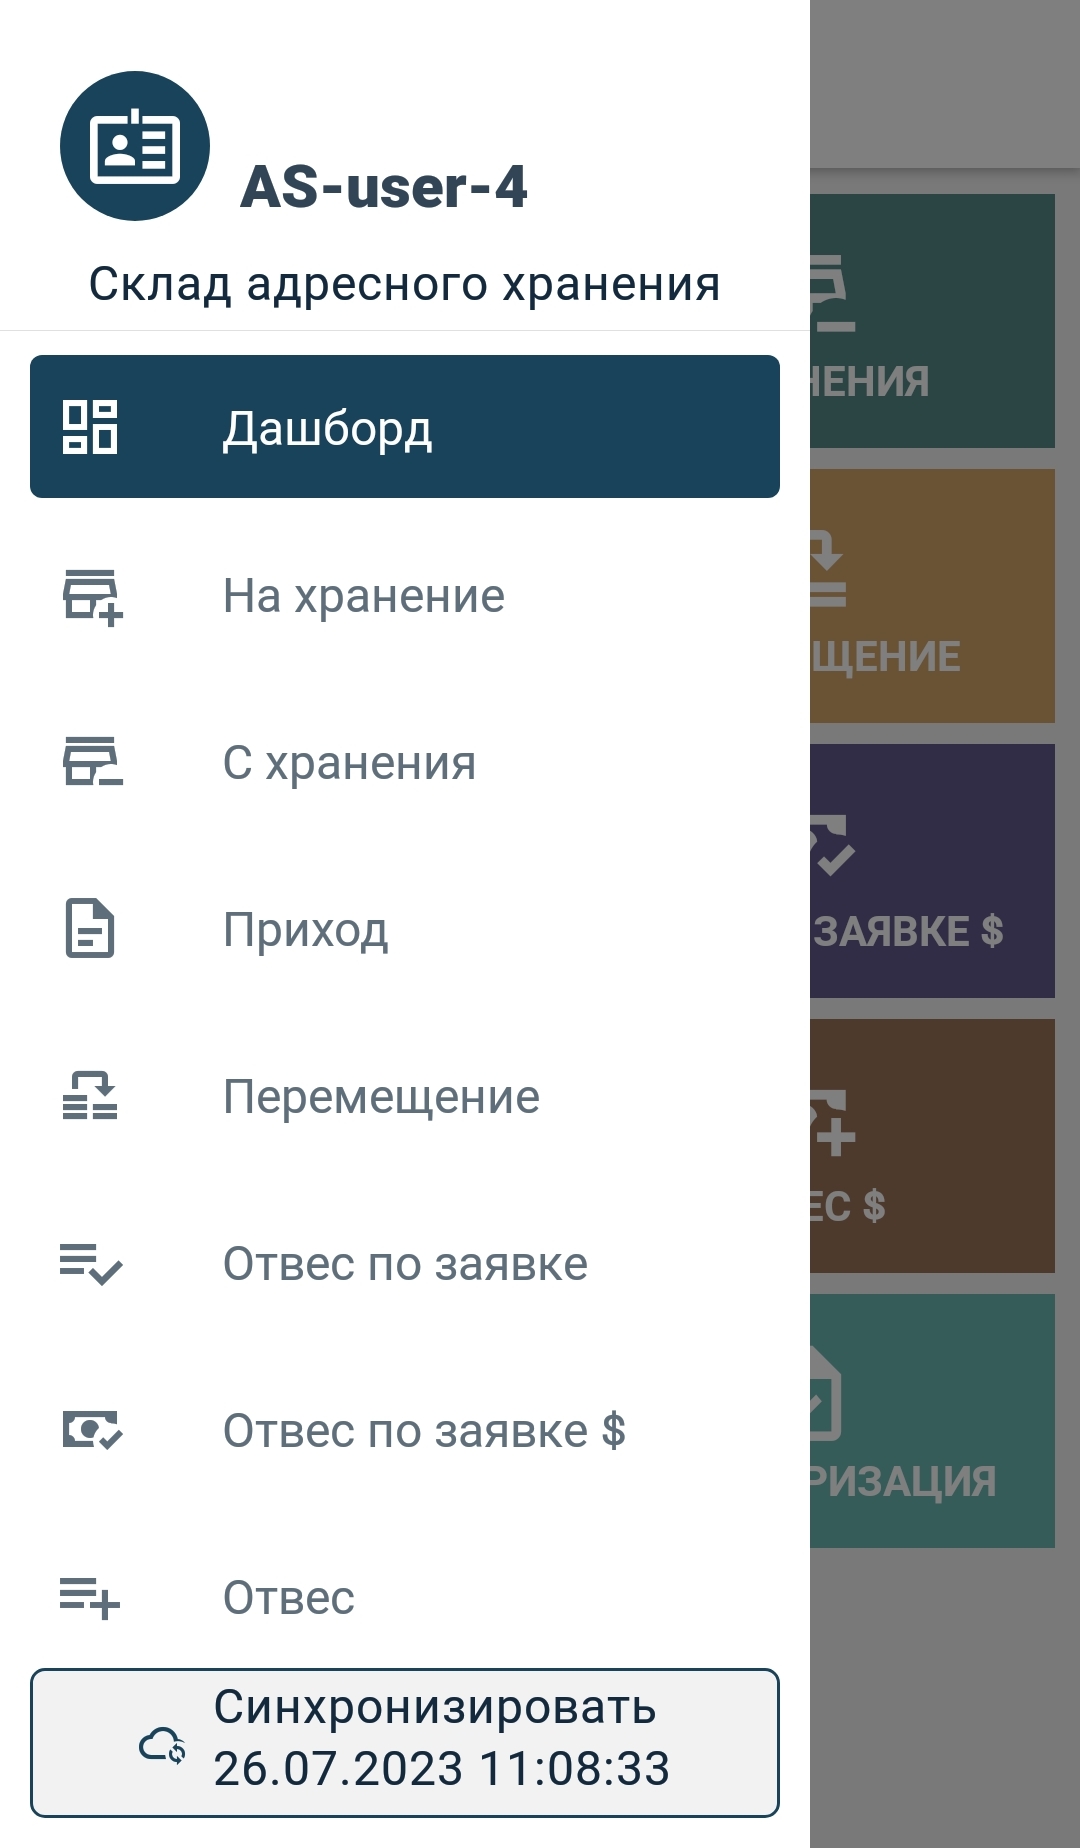 AS-user-4
Склад адресного хранения
Дашборд
На хранение
С хранения
Приход
Перемещение
Отвес по заявке
Отвес по заявке $
Отвес
Синхронизировать
26.07.2023 11:08:33
НЕНИЯ
ЩЕНИЕ
ЗАЯВКЕ $
ЕС $
РИЗАЦИЯ